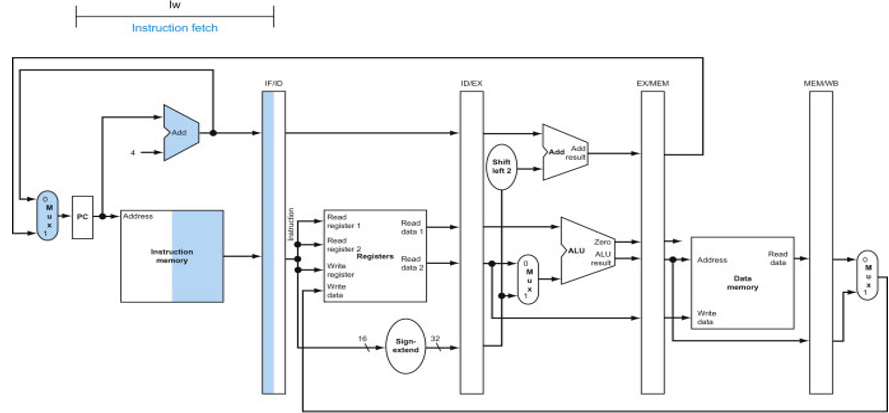 lw
Instruction fetch
IF/ID
ID/EX
EX/MEM
MEM/WB
Add
4
Shift
left 2
Add
Add
result
0
M
u
x
1
PC
Address
Instruction
memory
Instruction
Read
register 1
Read
register 2
Write
register
Write
data
Registers
Read
data 1
Read
data 2
0
M
u
x
1
ALU
Zero
ALU
result
Address
Read
data
Data
memory
Write
data
0
M
u
x
1
16
Sign-
extend
32